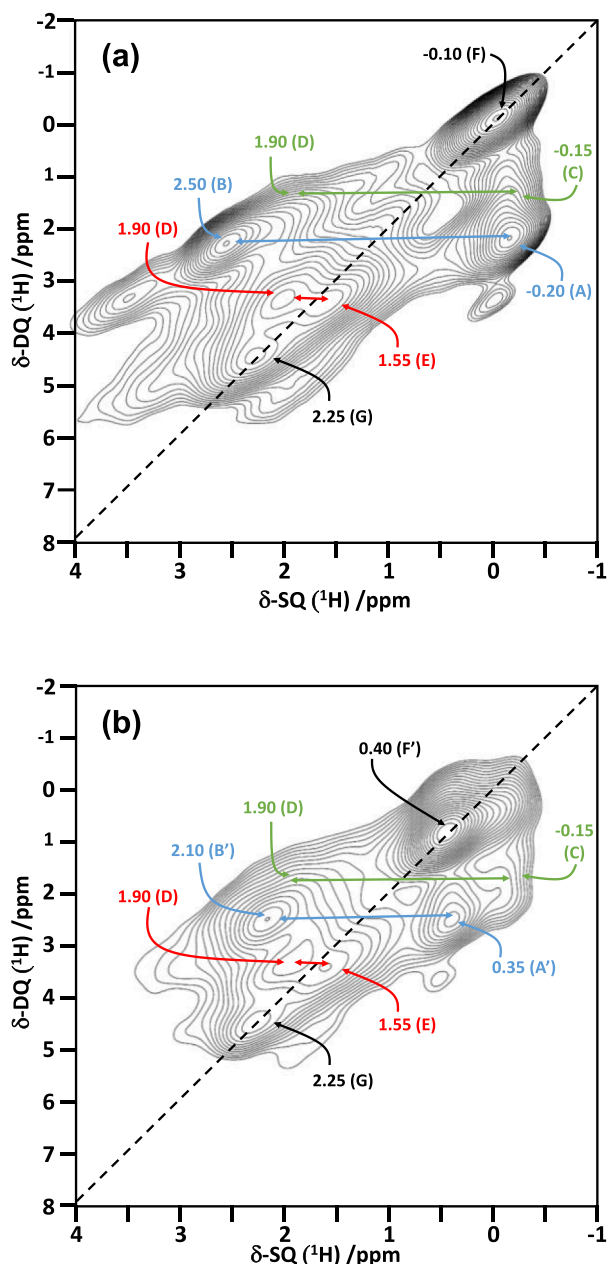 (a)
-2
-1
0
1
2
3
4
5
6
7
8
δ-DQ (¹H) /ppm
-0.10 (F)
1.90 (D)
-0.15
(C)
2.50 (B)
1.90 (D)
-0.20 (A)
1.55 (E)
2.25 (G)
4
3
2
1
0
-1
δ-SQ (¹H) /ppm
(b)
-2
-1
0
1
2
3
4
5
6
7
8
δ-DQ (¹H) /ppm
0.40 (F’)
1.90 (D)
-0.15
(C)
2.10 (B’)
1.90 (D)
0.35 (A’)
1.55 (E)
2.25 (G)
4
3
2
1
0
-1
δ-SQ (¹H) /ppm